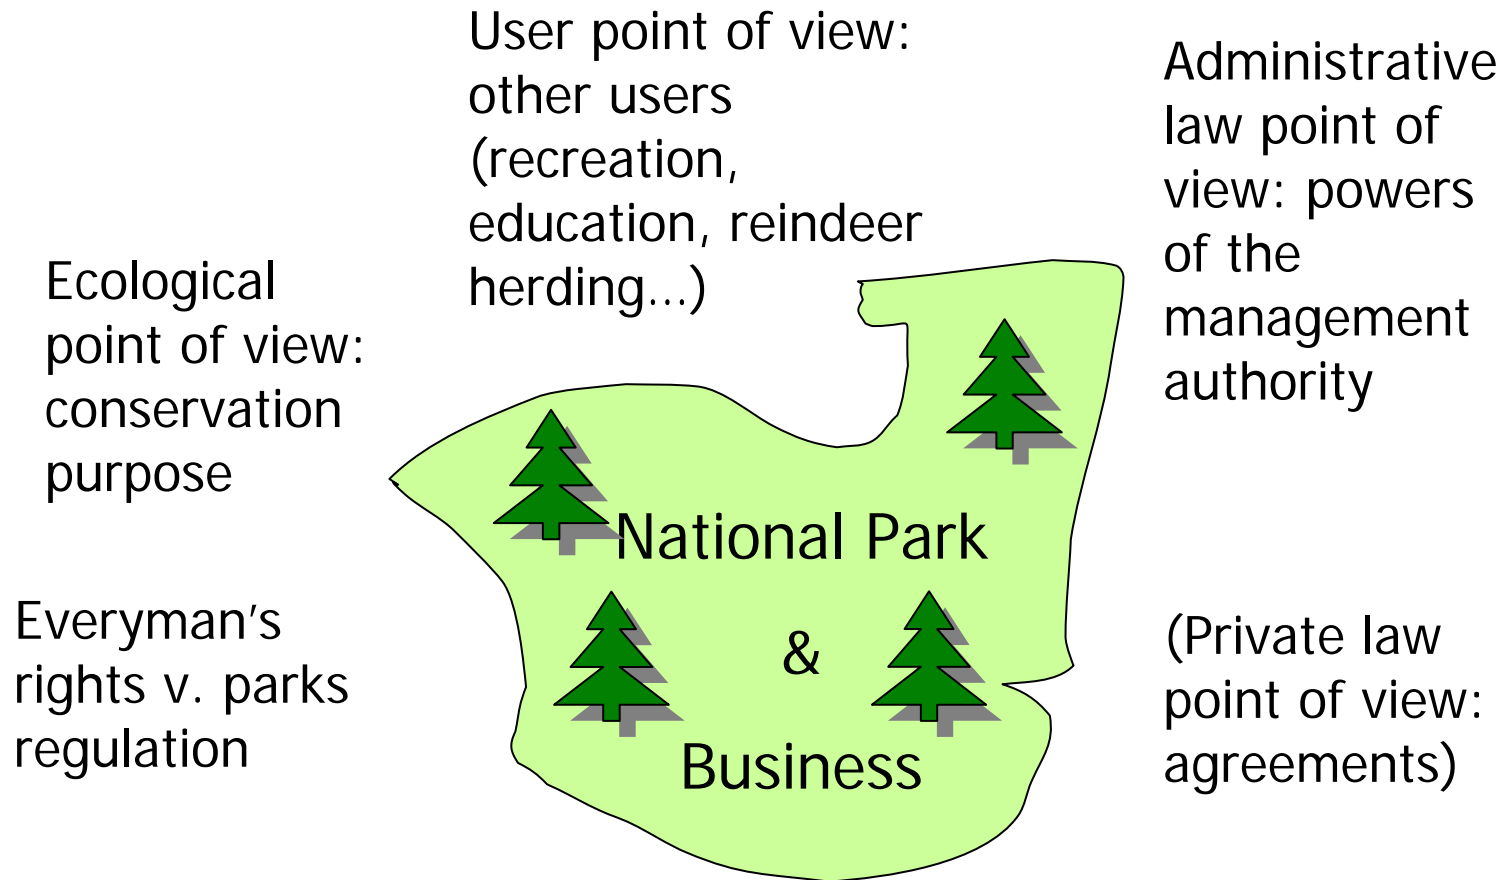 User point of view:
other users
(recreation,
education, reindeer
herding...)
Administrative
law point of
view: powers
of the
management
authority
Ecological
point of view:
conservation
purpose
National Park
&
Business
Everyman's
rights v. parks
regulation
(Private law
point of view:
agreements)